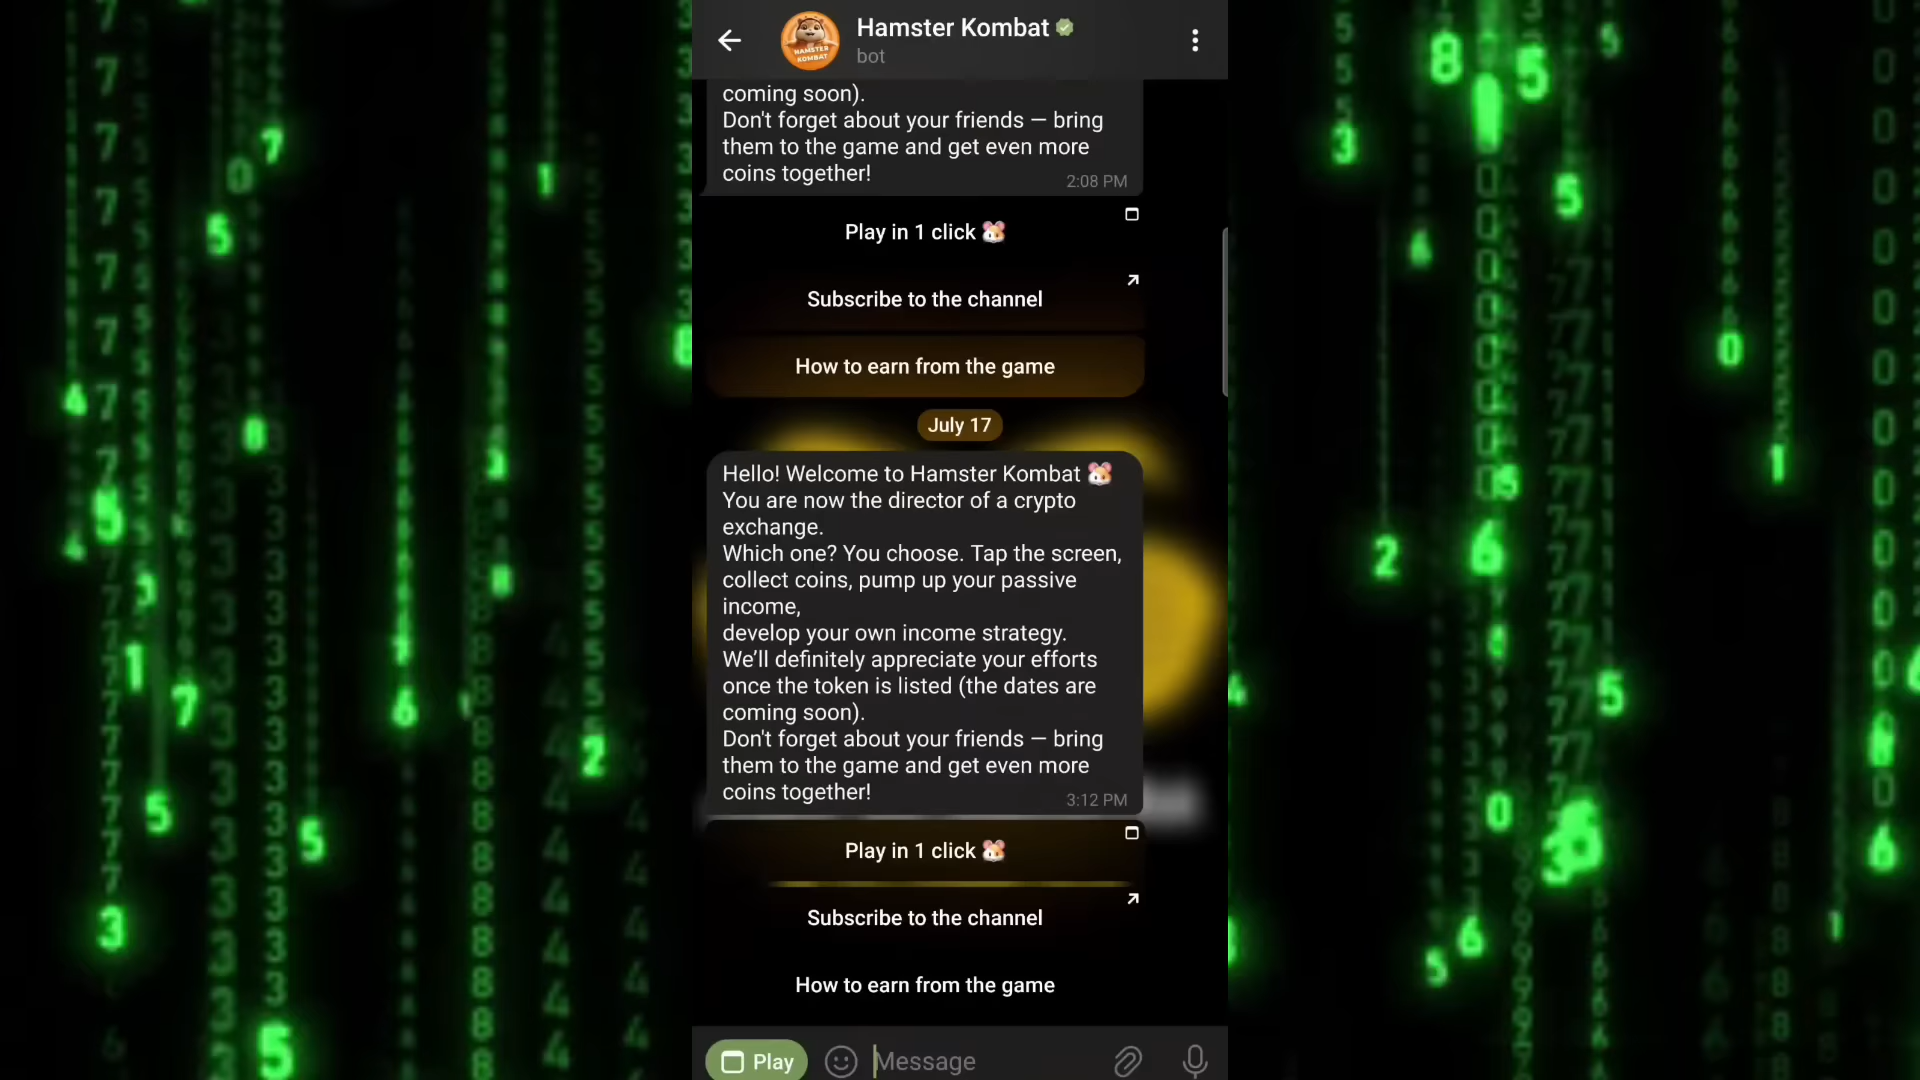 Hamster Kombat
bot
HAMSTER
KOMBAT
coming soon).
Don't forget about your friends — bring
them to the game and get even more
coins together!
2:08 PM
Play in 1 click 🐹
Subscribe to the channel
How to earn from the game
July 17
Hello! Welcome to Hamster Kombat 🐹
You are now the director of a crypto
exchange.
Which one? You choose. Tap the screen,
collect coins, pump up your passive
income,
develop your own income strategy.
We’ll definitely appreciate your efforts
once the token is listed (the dates are
coming soon).
Don't forget about your friends — bring
them to the game and get even more
coins together!
3:12 PM
Play in 1 click 🐹
Subscribe to the channel
How to earn from the game
Play
Message